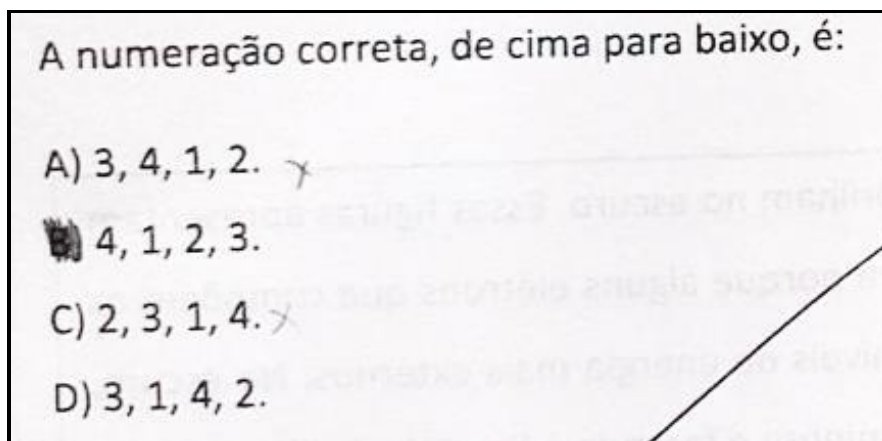 A numeração correta, de cima para baixo, é:
A) 3, 4, 1, 2.
B) 4, 1, 2, 3.
C) 2, 3, 1, 4.
D) 3, 1, 4, 2.